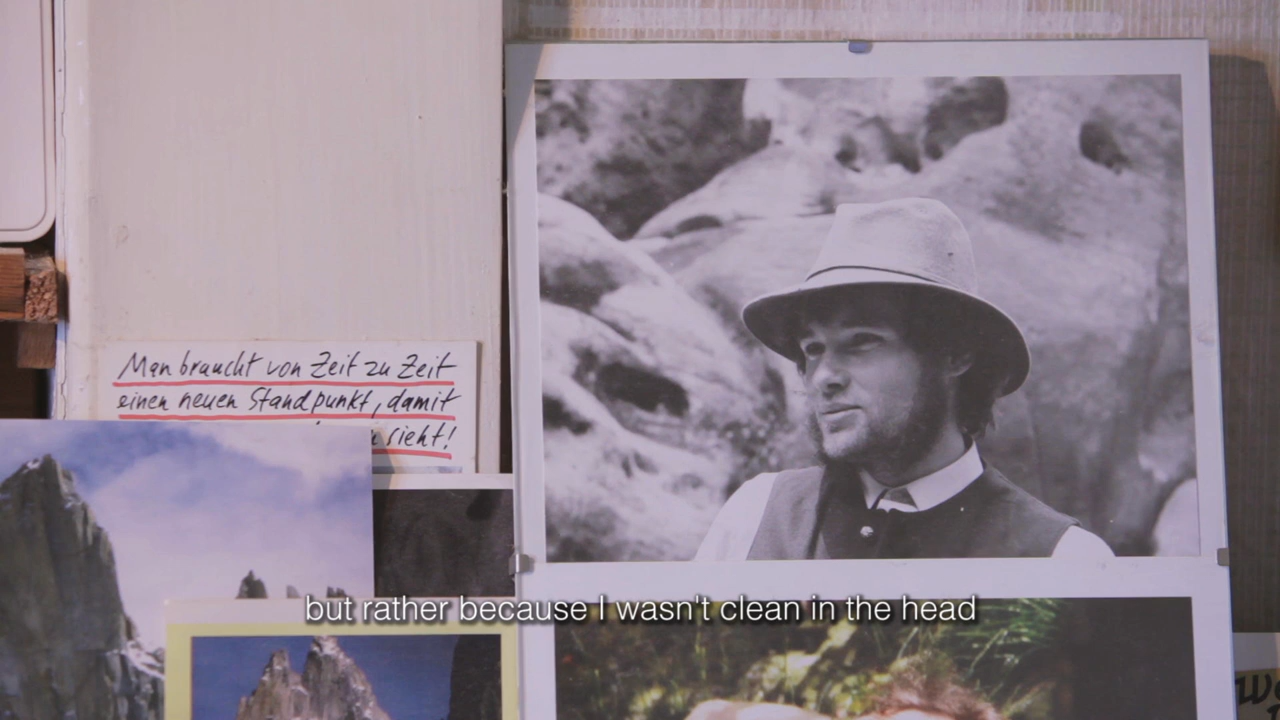 Man braucht von Zeit zu Zeit
einen neuen Standpunkt, damit
sieht!
but rather because I wasn't clean in the head